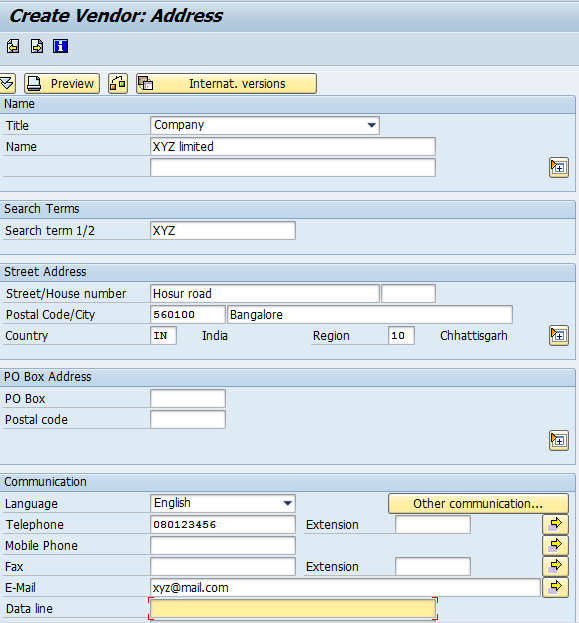 Create Vendor: Address
Preview Internat. versions
Name
Title Company
Name XYZ limited
Search Terms
Search term 1/2 XYZ
Street Address
Street/House number Hosur road
Postal Code/City 560100 Bangalore
Country IN India Region 10 Chhattisgarh
PO Box Address
PO Box
Postal code
Communication
Language English Other communication...
Telephone 080123456 Extension
Mobile Phone
Fax Extension
E-Mail xyz@mail.com
Data line